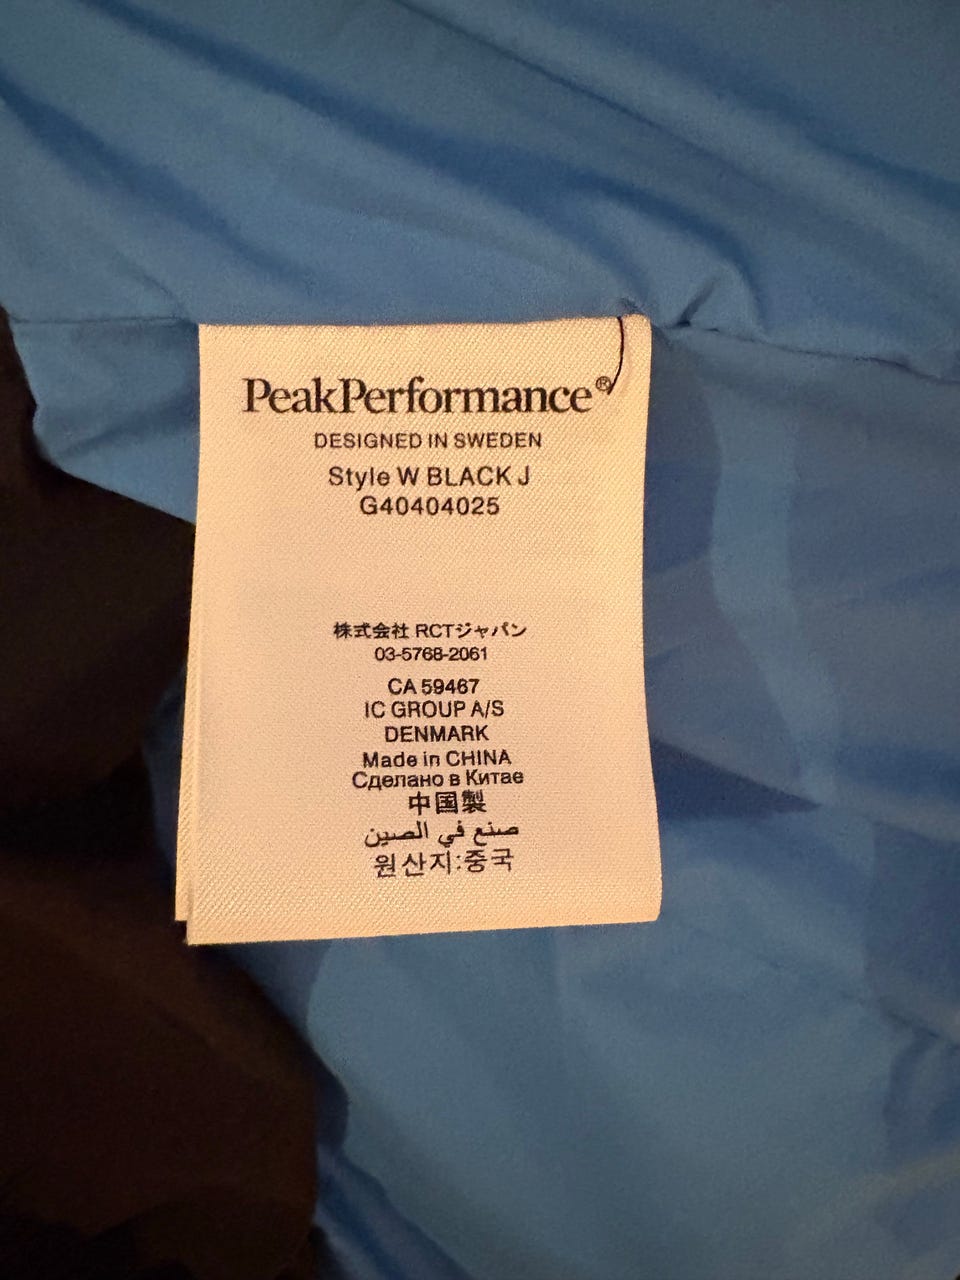 PeakPerformance®
DESIGNED IN SWEDEN
Style W BLACK J
G40404025
株式会社 RCTジャパン
03-5768-2061
CA 59467
IC GROUP A/S
DENMARK
Made in CHINA
Сделано в Китае
中国製
صنع في الصين
원산지:중국